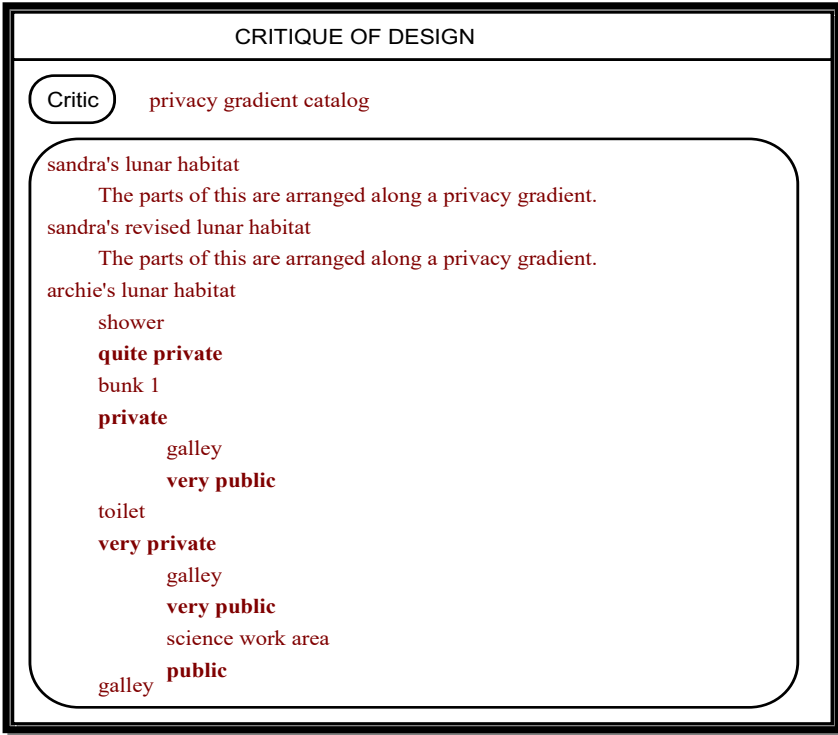 CRITIQUE OF DESIGN
Critic privacy gradient catalog
sandra's lunar habitat
The parts of this are arranged along a privacy gradient.
sandra's revised lunar habitat
The parts of this are arranged along a privacy gradient.
archie's lunar habitat
shower
quite private
bunk 1
private
galley
very public
toilet
very private
galley
very public
science work area
public
galley